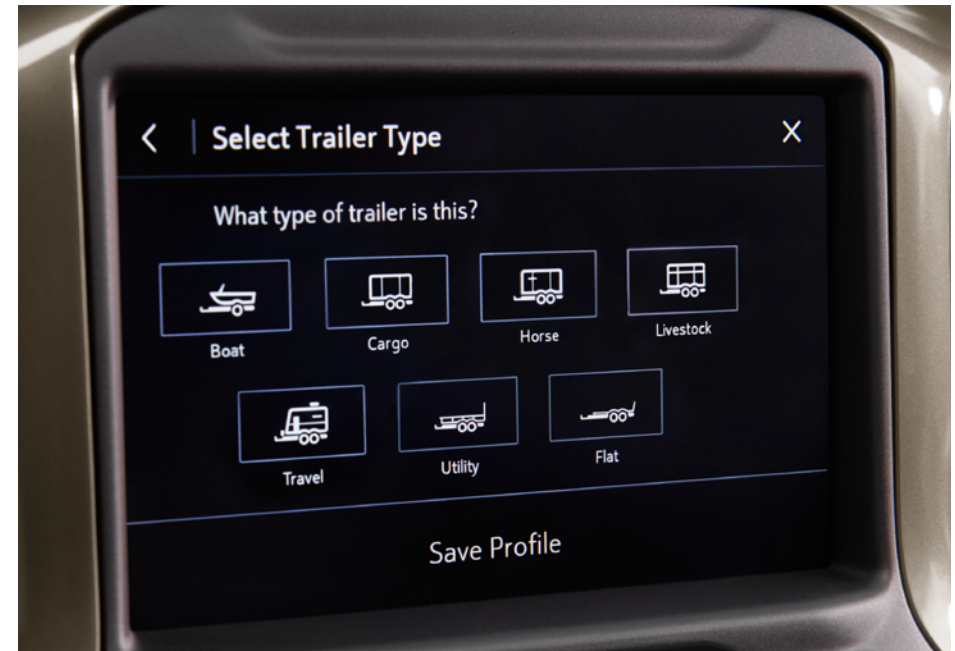 Select Trailer Type
What type of trailer is this?
Boat
Cargo
Horse
Livestock
Travel
Utility
Flat
Save Profile